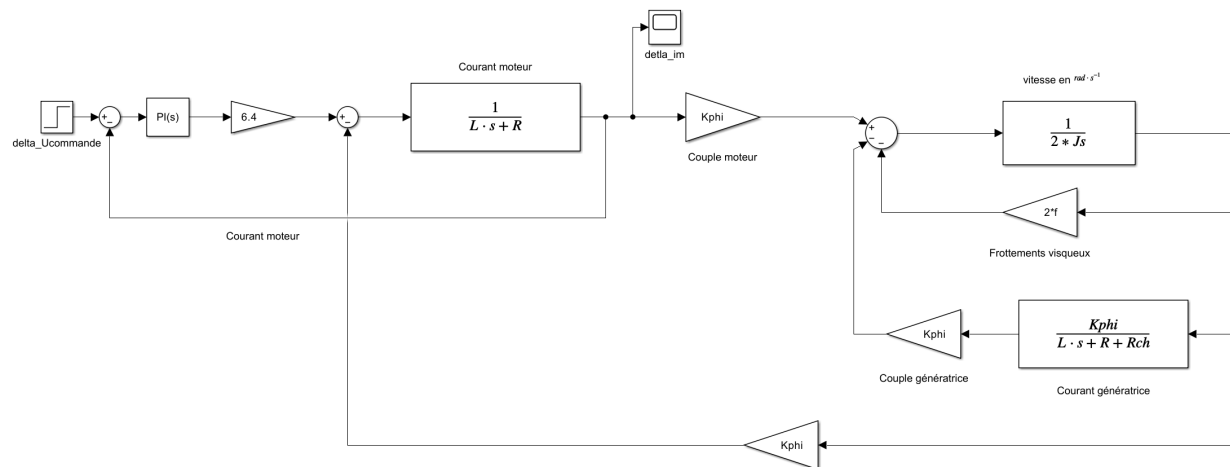 detla_im
Courant moteur
vitesse en rad · s⁻¹
delta_Ucommande
+
−
PI(s)
6.4
+
−
1
L · s + R
Kphi
Couple moteur
+
−
−
1
2 * Js
Courant moteur
2*f
Frottements visqueux
Kphi
Couple génératrice
Kphi
L · s + R + Rch
Courant génératrice
Kphi